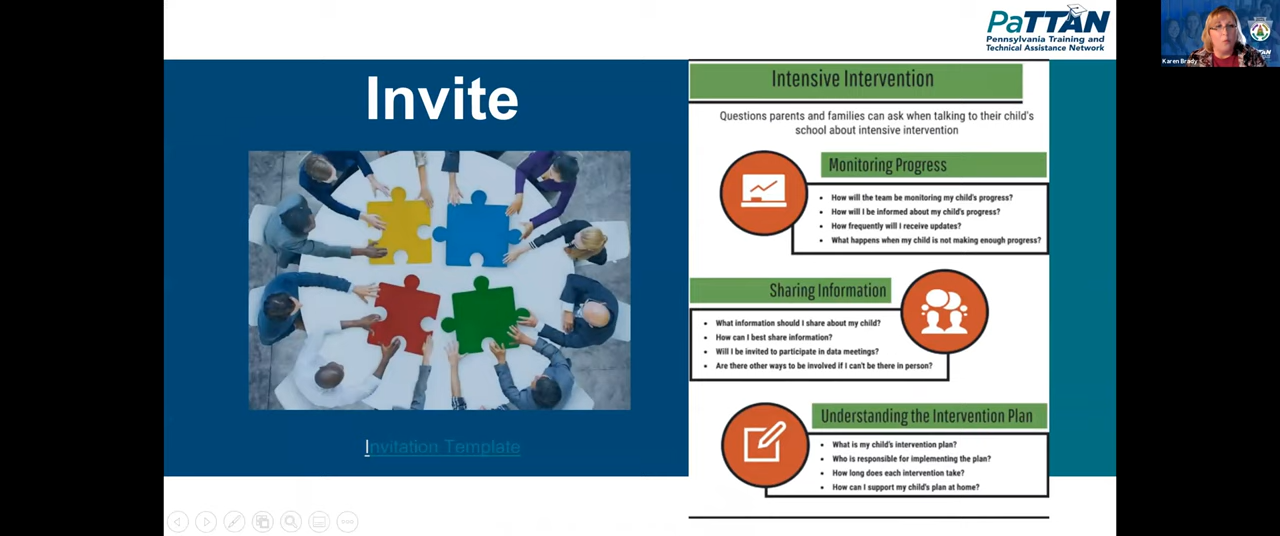 PaTTAN
Pennsylvania Training and
Technical Assistance Network
Karen Brady
Invite
Invitation Template
Intensive Intervention
Questions parents and families can ask when talking to their child's
school about intensive intervention
Monitoring Progress
• How will the team be monitoring my child's progress?
• How will I be informed about my child's progress?
• How frequently will I receive updates?
• What happens when my child is not making enough progress?
Sharing Information
• What information should I share about my child?
• How can I best share information?
• Will I be invited to participate in data meetings?
• Are there other ways to be involved if I can't be there in person?
Understanding the Intervention Plan
• What is my child's intervention plan?
• Who is responsible for implementing the plan?
• How long does each intervention take?
• How can I support my child's plan at home?